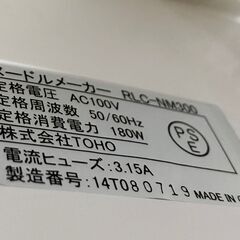 ヌードルメーカー RLC-NM300
定格電圧 AC100V
定格周波数 50/60Hz
定格消費電力 180W
株式会社TOHO
PSE
電流ヒューズ:3.15A
製造番号:14T080719 MADE IN